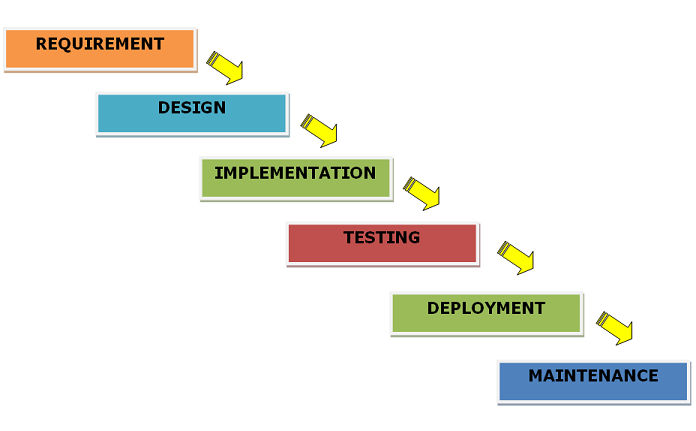 REQUIREMENT
DESIGN
IMPLEMENTATION
TESTING
DEPLOYMENT
MAINTENANCE